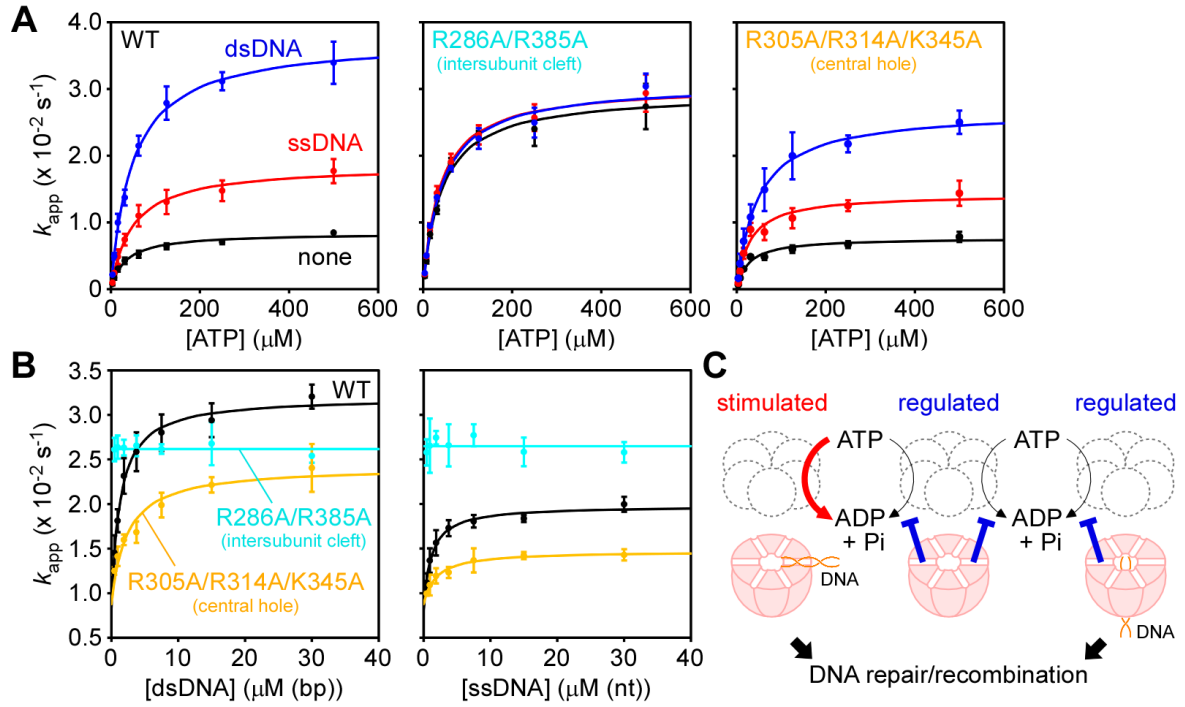 A
WT
dsDNA
ssDNA
none
4.0
3.0
2.0
1.0
0
k_app (x 10⁻² s⁻¹)
0
200
400
600
[ATP] (μM)
R286A/R385A
(intersubunit cleft)
0
200
400
600
[ATP] (μM)
R305A/R314A/K345A
(central hole)
0
200
400
600
[ATP] (μM)
B
WT
R286A/R385A
(intersubunit cleft)
R305A/R314A/K345A
(central hole)
3.5
3.0
2.5
2.0
1.5
1.0
0.5
k_app (x 10⁻² s⁻¹)
0
10
20
30
40
[dsDNA] (μM (bp))
0
10
20
30
40
[ssDNA] (μM (nt))
C
stimulated
regulated
regulated
ATP
ATP
ADP
+ Pi
ADP
+ Pi
DNA
DNA
DNA repair/recombination